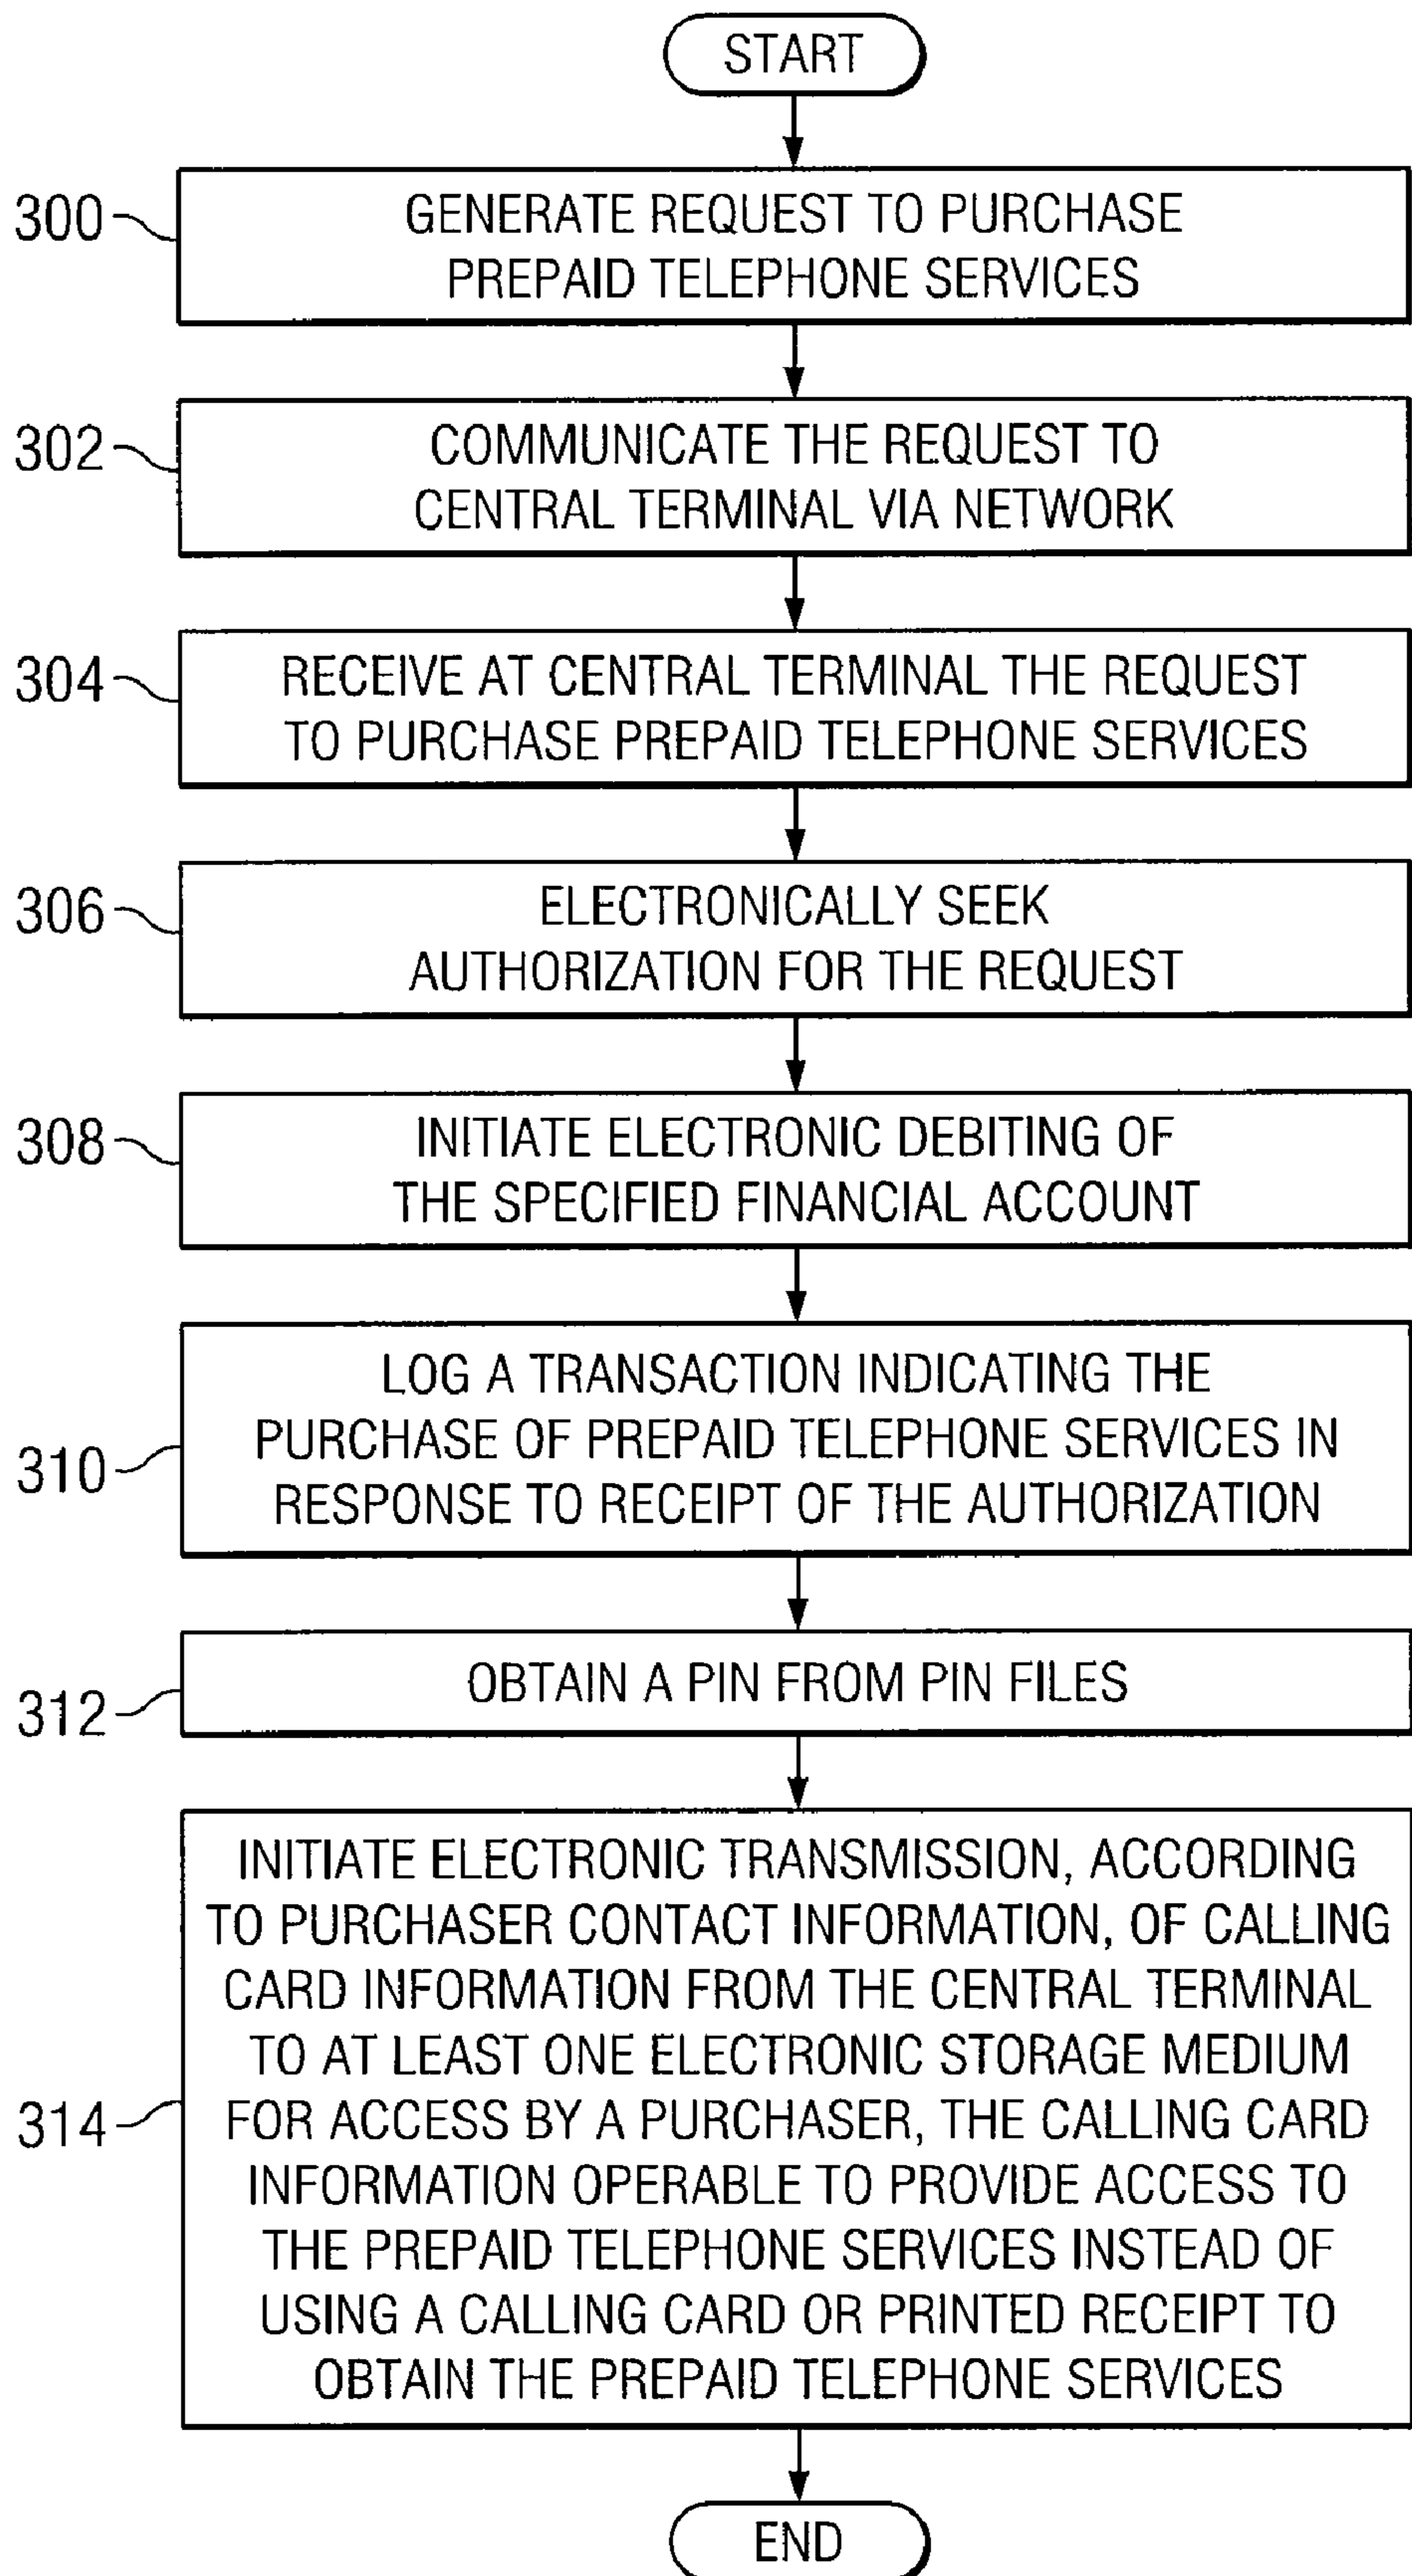 START
300
GENERATE REQUEST TO PURCHASE
PREPAID TELEPHONE SERVICES
302
COMMUNICATE THE REQUEST TO
CENTRAL TERMINAL VIA NETWORK
304
RECEIVE AT CENTRAL TERMINAL THE REQUEST
TO PURCHASE PREPAID TELEPHONE SERVICES
306
ELECTRONICALLY SEEK
AUTHORIZATION FOR THE REQUEST
308
INITIATE ELECTRONIC DEBITING OF
THE SPECIFIED FINANCIAL ACCOUNT
310
LOG A TRANSACTION INDICATING THE
PURCHASE OF PREPAID TELEPHONE SERVICES IN
RESPONSE TO RECEIPT OF THE AUTHORIZATION
312
OBTAIN A PIN FROM PIN FILES
314
INITIATE ELECTRONIC TRANSMISSION, ACCORDING
TO PURCHASER CONTACT INFORMATION, OF CALLING
CARD INFORMATION FROM THE CENTRAL TERMINAL
TO AT LEAST ONE ELECTRONIC STORAGE MEDIUM
FOR ACCESS BY A PURCHASER, THE CALLING CARD
INFORMATION OPERABLE TO PROVIDE ACCESS TO
THE PREPAID TELEPHONE SERVICES INSTEAD OF
USING A CALLING CARD OR PRINTED RECEIPT TO
OBTAIN THE PREPAID TELEPHONE SERVICES
END